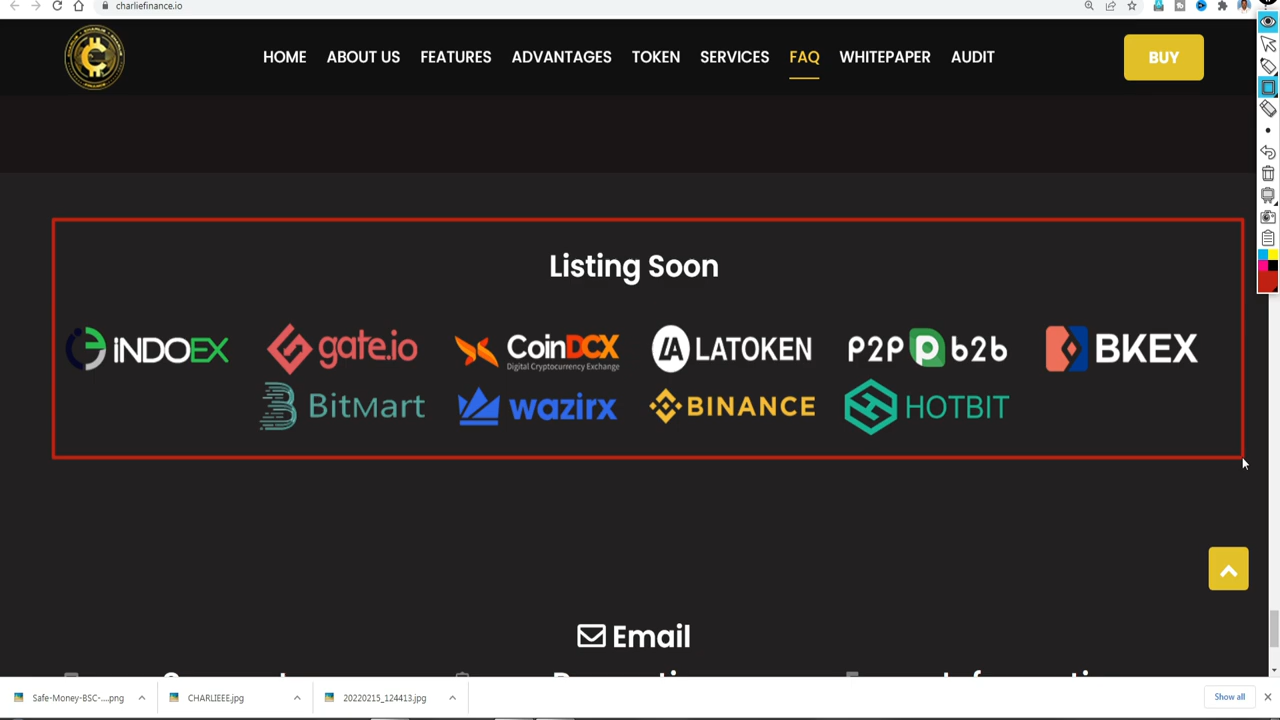 charliefinance.io
HOME ABOUT US FEATURES ADVANTAGES TOKEN SERVICES FAQ WHITEPAPER AUDIT BUY
Listing Soon
iNDOEX gate.io CoinDCX LATOKEN P2P b2b BKEX
Digital Cryptocurrency Exchange
BitMart wazirx BINANCE HOTBIT
Email
Safe-Money-BSC-....png CHARLIEEE.jpg 20220215_124413.jpg Show all